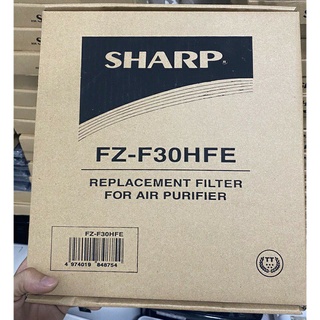 SHARP
FZ-F30HFE
REPLACEMENT FILTER
FOR AIR PURIFIER
FZ-F30HFE
4 974019 848754